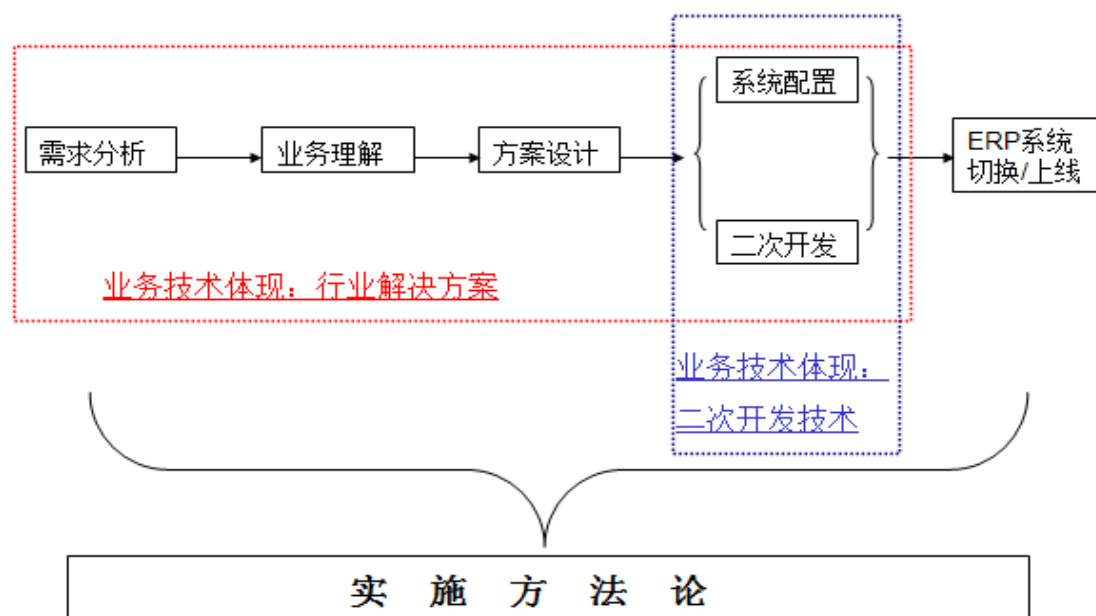 系统配置
需求分析
业务理解
方案设计
ERP系统
切换/上线
二次开发
业务技术体现：行业解决方案
业务技术体现：
二次开发技术
实 施 方 法 论